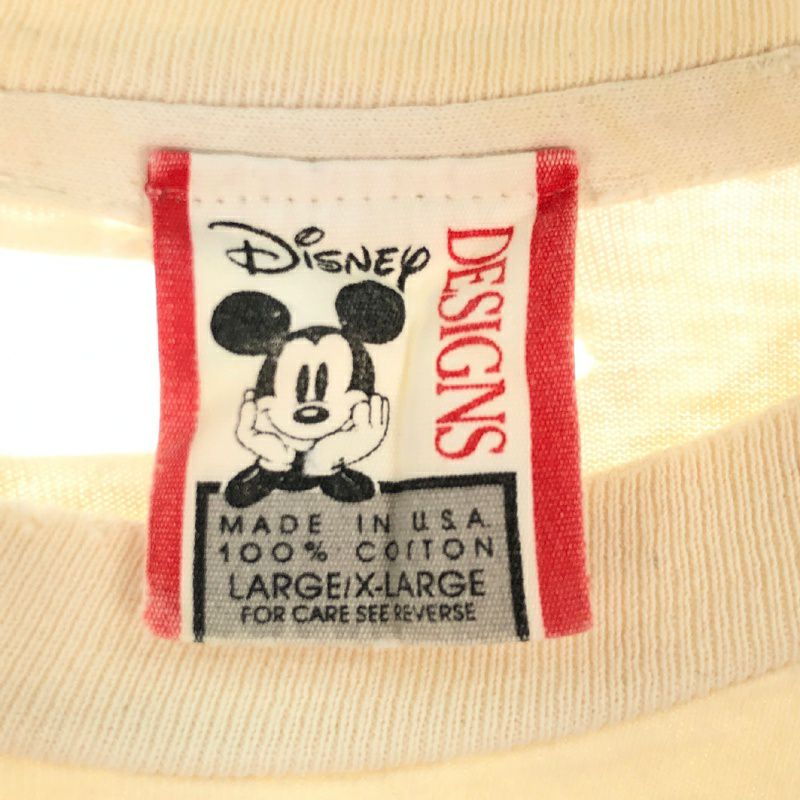 DISNEY
DESIGNS
MADE IN U.S.A.
100% COTTON
LARGE/X-LARGE
FOR CARE SEE REVERSE